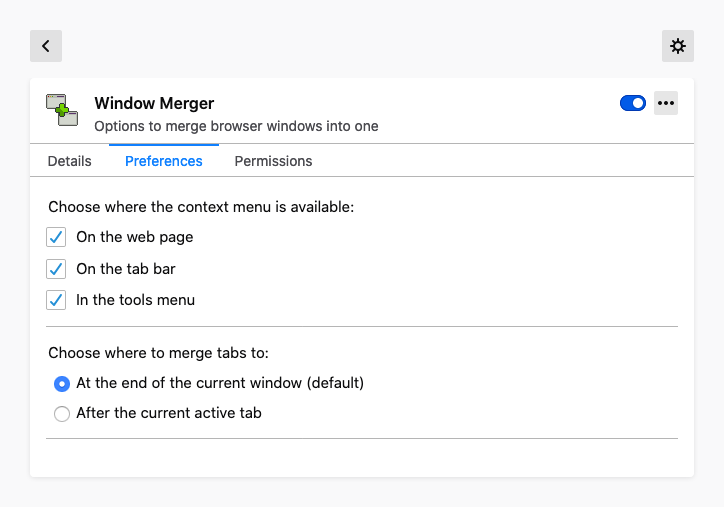 Window Merger
Options to merge browser windows into one
Details Preferences Permissions
Choose where the context menu is available:
On the web page
On the tab bar
In the tools menu
Choose where to merge tabs to:
At the end of the current window (default)
After the current active tab